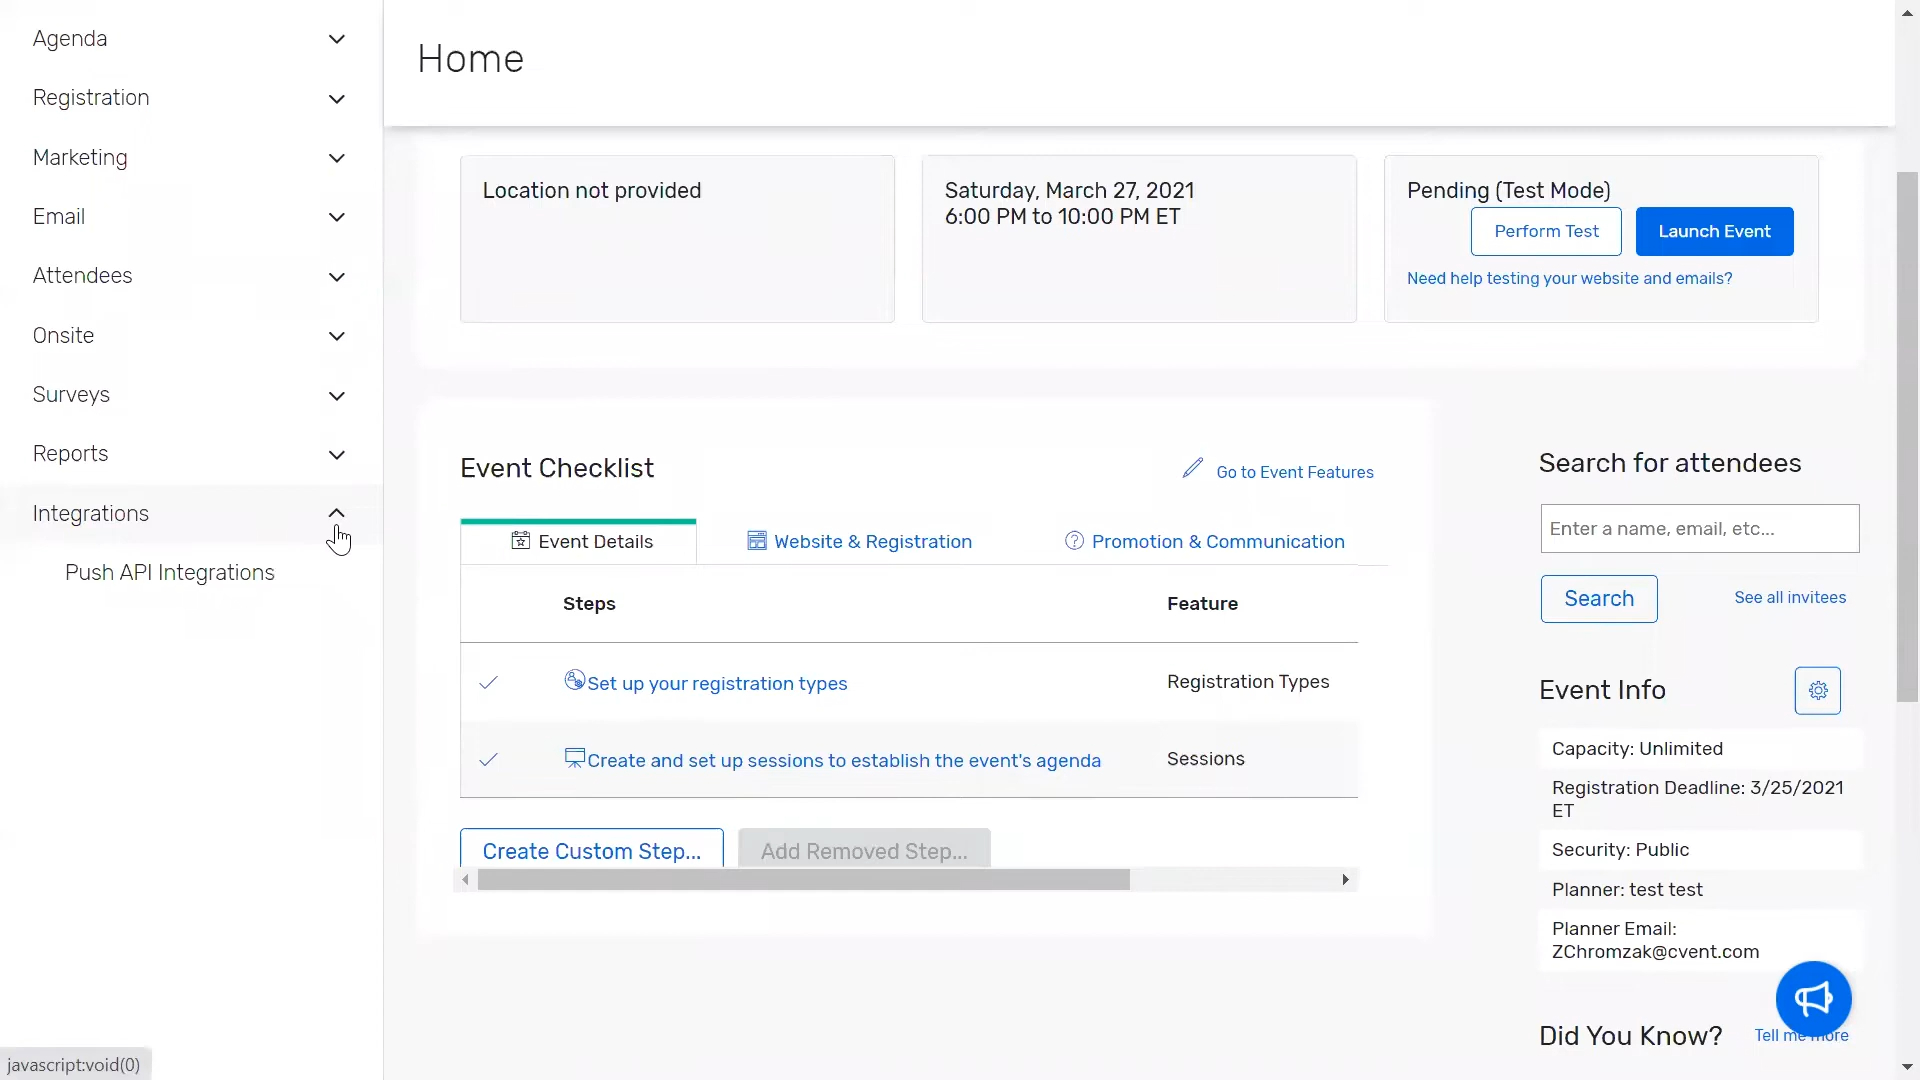 Agenda
Registration
Marketing
Email
Attendees
Onsite
Surveys
Reports
Integrations
Push API Integrations
javascript:void(0)
Home
Location not provided
Saturday, March 27, 2021
6:00 PM to 10:00 PM ET
Pending (Test Mode)
Perform Test
Launch Event
Need help testing your website and emails?
Event Checklist
Go to Event Features
Event Details
Website & Registration
Promotion & Communication
Steps
Feature
Set up your registration types
Registration Types
Create and set up sessions to establish the event's agenda
Sessions
Create Custom Step...
Add Removed Step...
Search for attendees
Enter a name, email, etc...
Search
See all invitees
Event Info
Capacity: Unlimited
Registration Deadline: 3/25/2021
ET
Security: Public
Planner: test test
Planner Email:
ZChromzak@cvent.com
Did You Know?
Tell me more